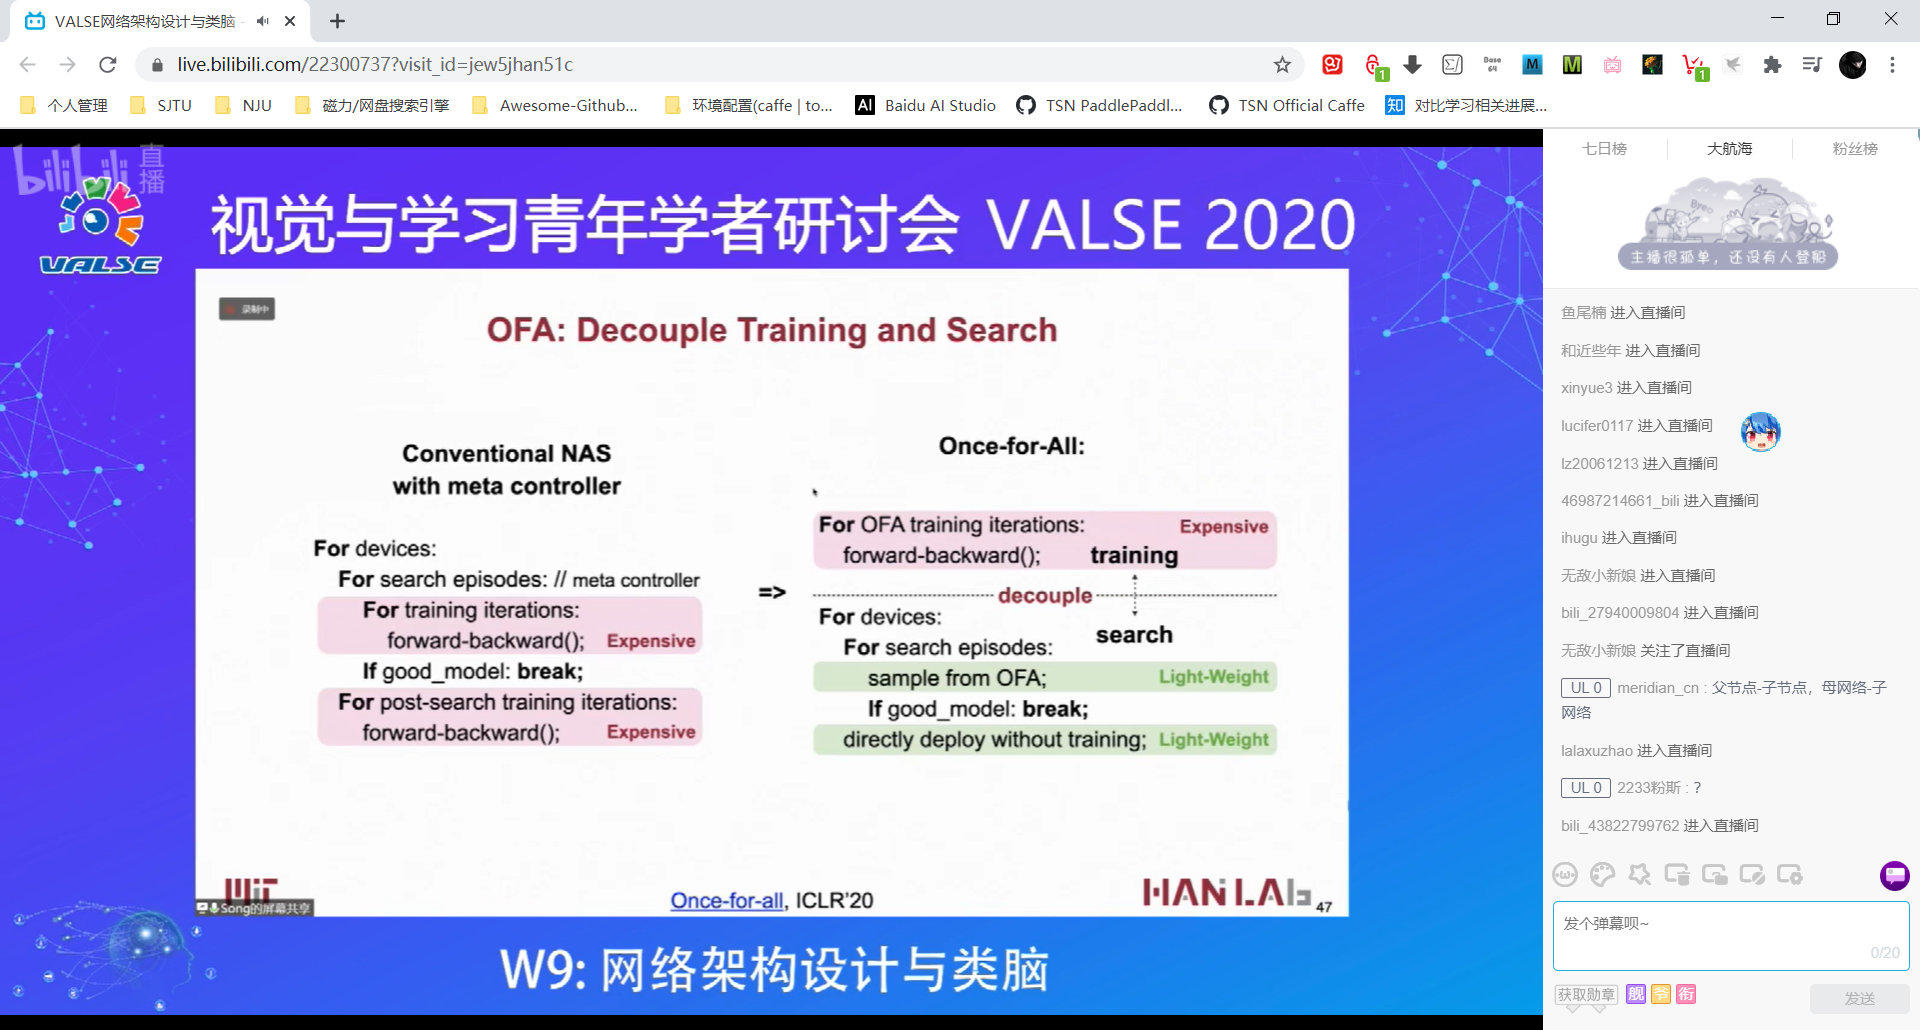 VALSE网络架构设计与类脑
live.bilibili.com/22300737?visit_id=jew5jhan51c
个人管理
SJTU
NJU
磁力/网盘搜索引擎
Awesome-Github...
环境配置(caffe | to...
AI Baidu AI Studio
TSN PaddlePaddl...
TSN Official Caffe
知 对比学习相关进展...
bilibili 直播
VALSE
视觉与学习青年学者研讨会 VALSE 2020
录制中
OFA: Decouple Training and Search
Conventional NAS
with meta controller
For devices:
For search episodes: // meta controller
For training iterations:
forward-backward(); Expensive
If good_model: break;
For post-search training iterations:
forward-backward(); Expensive
=>
Once-for-All:
For OFA training iterations: Expensive
forward-backward(); training
decouple
For devices:
search
For search episodes:
sample from OFA; Light-Weight
If good_model: break;
directly deploy without training; Light-Weight
MIT
Song的屏幕共享
Once-for-all, ICLR'20
HAN LAb
47
W9: 网络架构设计与类脑
七日榜
大航海
粉丝榜
主播很孤单，还没有人登船
鱼尾楠 进入直播间
和近些年 进入直播间
xinyue3 进入直播间
lucifer0117 进入直播间
lz20061213 进入直播间
46987214661_bili 进入直播间
ihugu 进入直播间
无敌小新娘 进入直播间
bili_27940009804 进入直播间
无敌小新娘 关注了直播间
UL 0 meridian_cn : 父节点-子节点，母网络-子
网络
lalaxuzhao 进入直播间
UL 0 2233粉斯 : ?
bili_43822799762 进入直播间
发个弹幕呗~
0/20
获取勋章 舰 爷 衔
发送